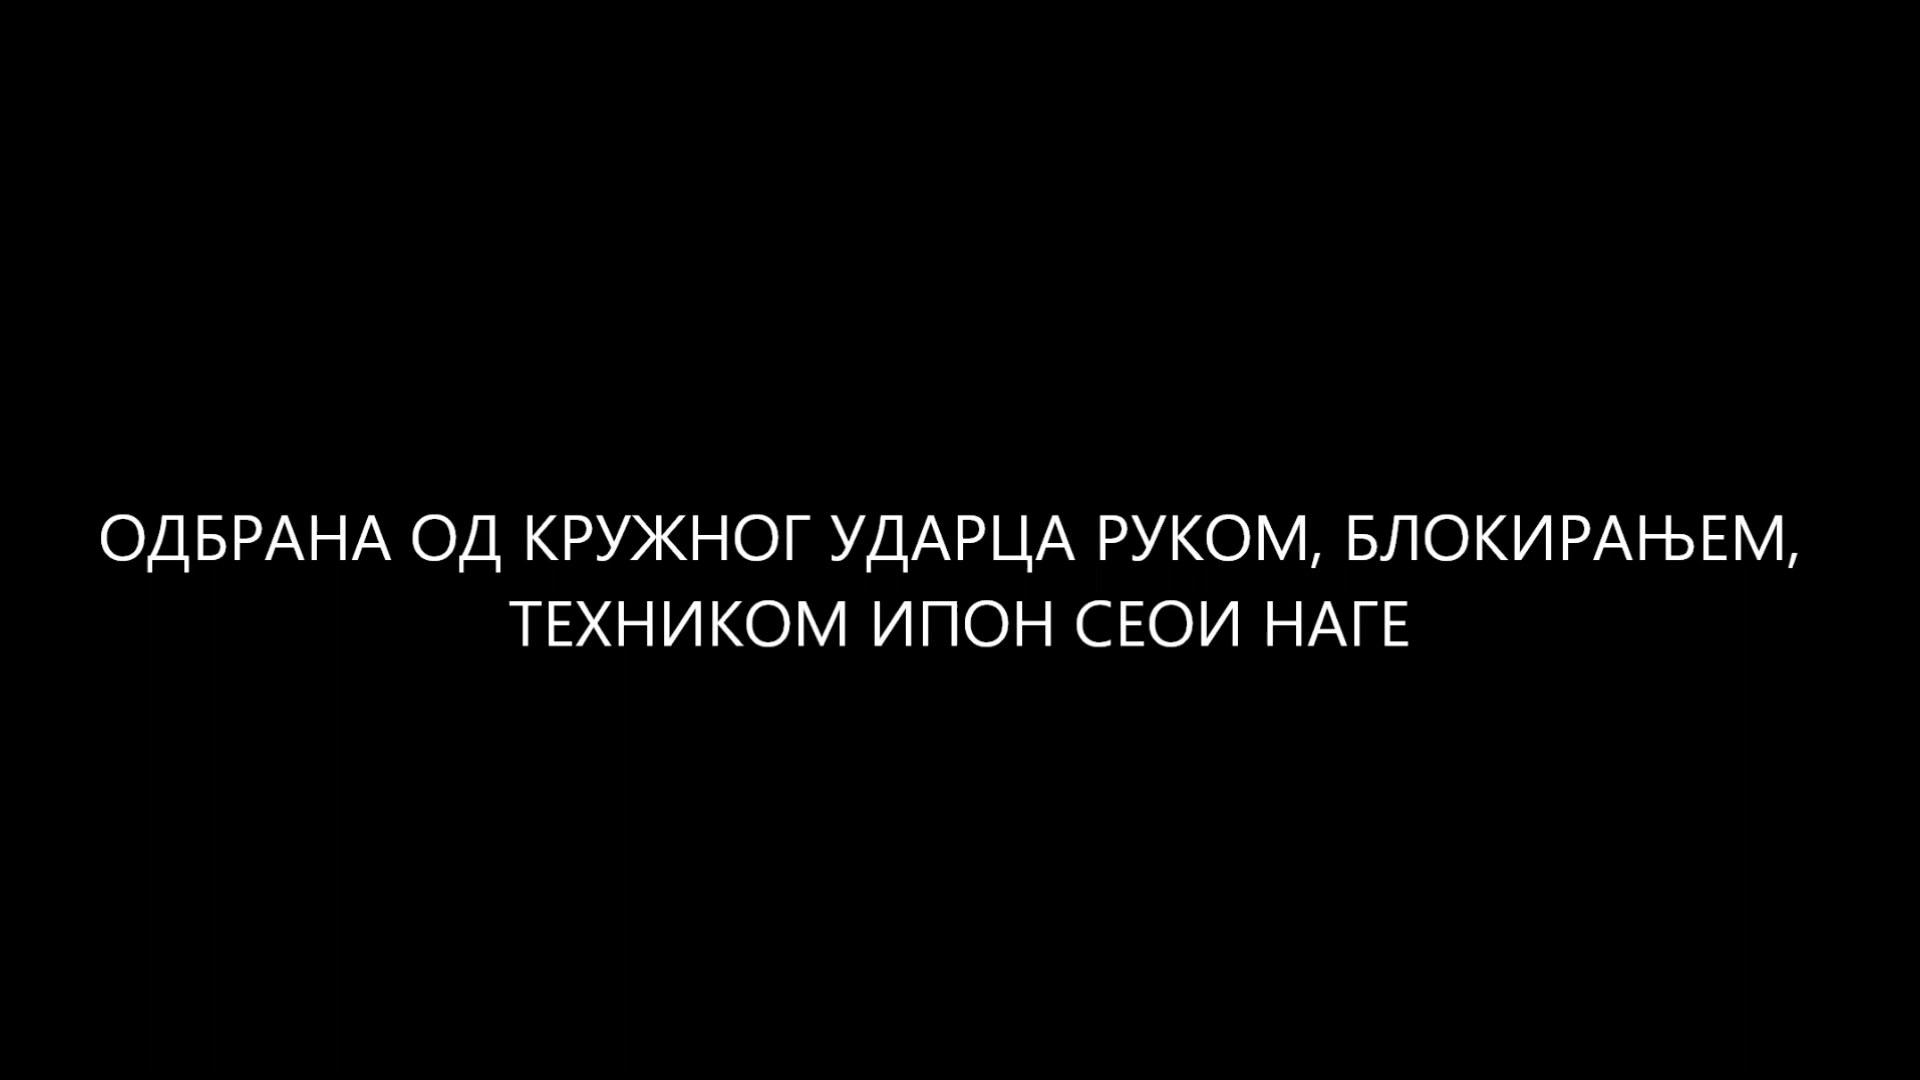 ОДБРАНА ОД КРУЖНОГ УДАРЦА РУКОМ, БЛОКИРАЊЕМ,
ТЕХНИКОМ ИПОН СЕОИ НАГЕ